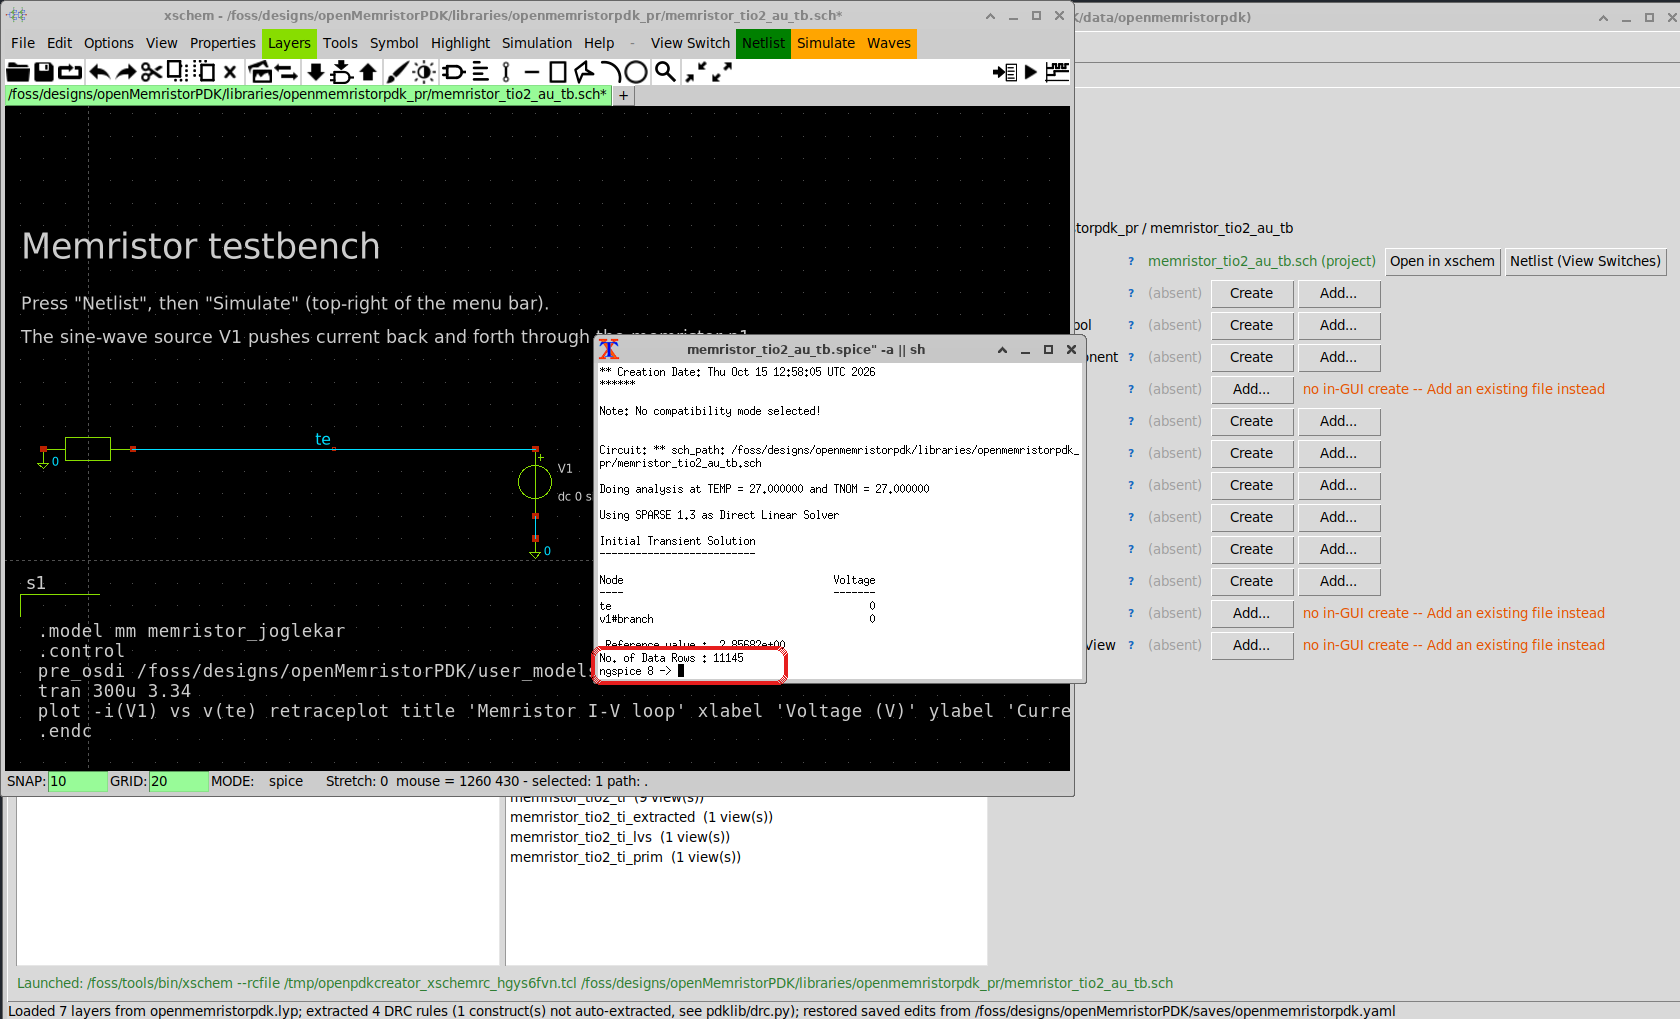 xschem - /foss/designs/openMemristorPDK/libraries/openmemristorpdk_pr/memristor_tio2_au_tb.sch*
/data/openmemristorpdk)
File Edit Options View Properties Layers Tools Symbol Highlight Simulation Help - View Switch Netlist Simulate Waves
/foss/designs/openMemristorPDK/libraries/openmemristorpdk_pr/memristor_tio2_au_tb.sch* +
Memristor testbench
Press "Netlist", then "Simulate" (top-right of the menu bar).
The sine-wave source V1 pushes current back and forth through
te
0
+
V1
dc 0 s
0
s1
.model mm memristor_joglekar
.control
pre_osdi /foss/designs/openMemristorPDK/user_models
tran 300u 3.34
plot -i(V1) vs v(te) retraceplot title 'Memristor I-V loop' xlabel 'Voltage (V)' ylabel 'Curre
.endc
SNAP: 10 GRID: 20 MODE: spice Stretch: 0 mouse = 1260 430 - selected: 1 path: .
memristor_tio2_au_tb.spice" -a || sh
** Creation Date: Thu Oct 15 12:58:05 UTC 2026
******
Note: No compatibility mode selected!
Circuit: ** sch_path: /foss/designs/openmemristorpdk/libraries/openmemristorpdk_
pr/memristor_tio2_au_tb.sch
Doing analysis at TEMP = 27.000000 and TNOM = 27.000000
Using SPARSE 1.3 as Direct Linear Solver
Initial Transient Solution
--------------------------
Node Voltage
---- -------
te 0
v1#branch 0
Reference value : 2.95682e+00
No. of Data Rows : 11145
ngspice 8 ->
torpdk_pr / memristor_tio2_au_tb
? memristor_tio2_au_tb.sch (project) Open in xschem Netlist (View Switches)
? (absent) Create Add...
ool ? (absent) Create Add...
onent ? (absent) Create Add...
? (absent) Add... no in-GUI create -- Add an existing file instead
? (absent) Create Add...
? (absent) Create Add...
? (absent) Create Add...
? (absent) Create Add...
? (absent) Create Add...
? (absent) Create Add...
? (absent) Add... no in-GUI create -- Add an existing file instead
View ? (absent) Add... no in-GUI create -- Add an existing file instead
memristor_tio2_ti (9 view(s))
memristor_tio2_ti_extracted (1 view(s))
memristor_tio2_ti_lvs (1 view(s))
memristor_tio2_ti_prim (1 view(s))
Launched: /foss/tools/bin/xschem --rcfile /tmp/openpdkcreator_xschemrc_hgys6fvn.tcl /foss/designs/openMemristorPDK/libraries/openmemristorpdk_pr/memristor_tio2_au_tb.sch
Loaded 7 layers from openmemristorpdk.lyp; extracted 4 DRC rules (1 construct(s) not auto-extracted, see pdklib/drc.py); restored saved edits from /foss/designs/openMemristorPDK/saves/openmemristorpdk.yaml